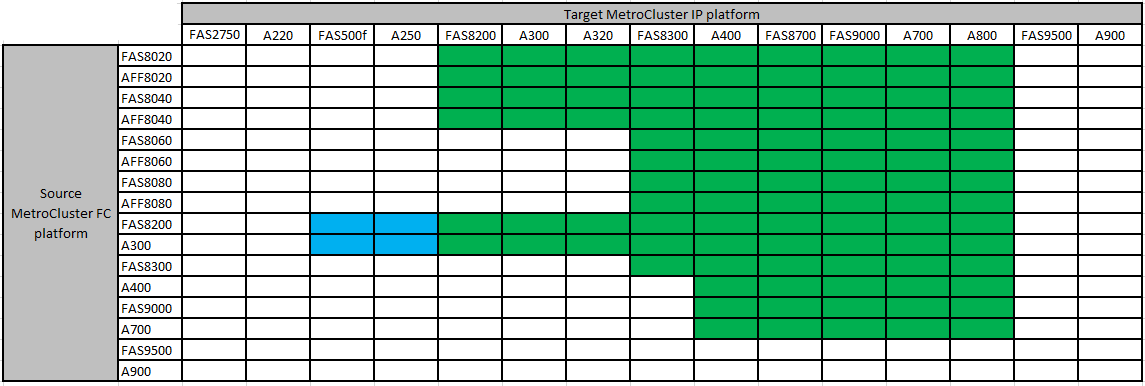 Target MetroCluster IP platform
FAS2750 A220 FAS500f A250 FAS8200 A300 A320 FAS8300 A400 FAS8700 FAS9000 A700 A800 FAS9500 A900
Source
MetroCluster FC
platform
FAS8020
AFF8020
FAS8040
AFF8040
FAS8060
AFF8060
FAS8080
AFF8080
FAS8200
A300
FAS8300
A400
FAS9000
A700
FAS9500
A900